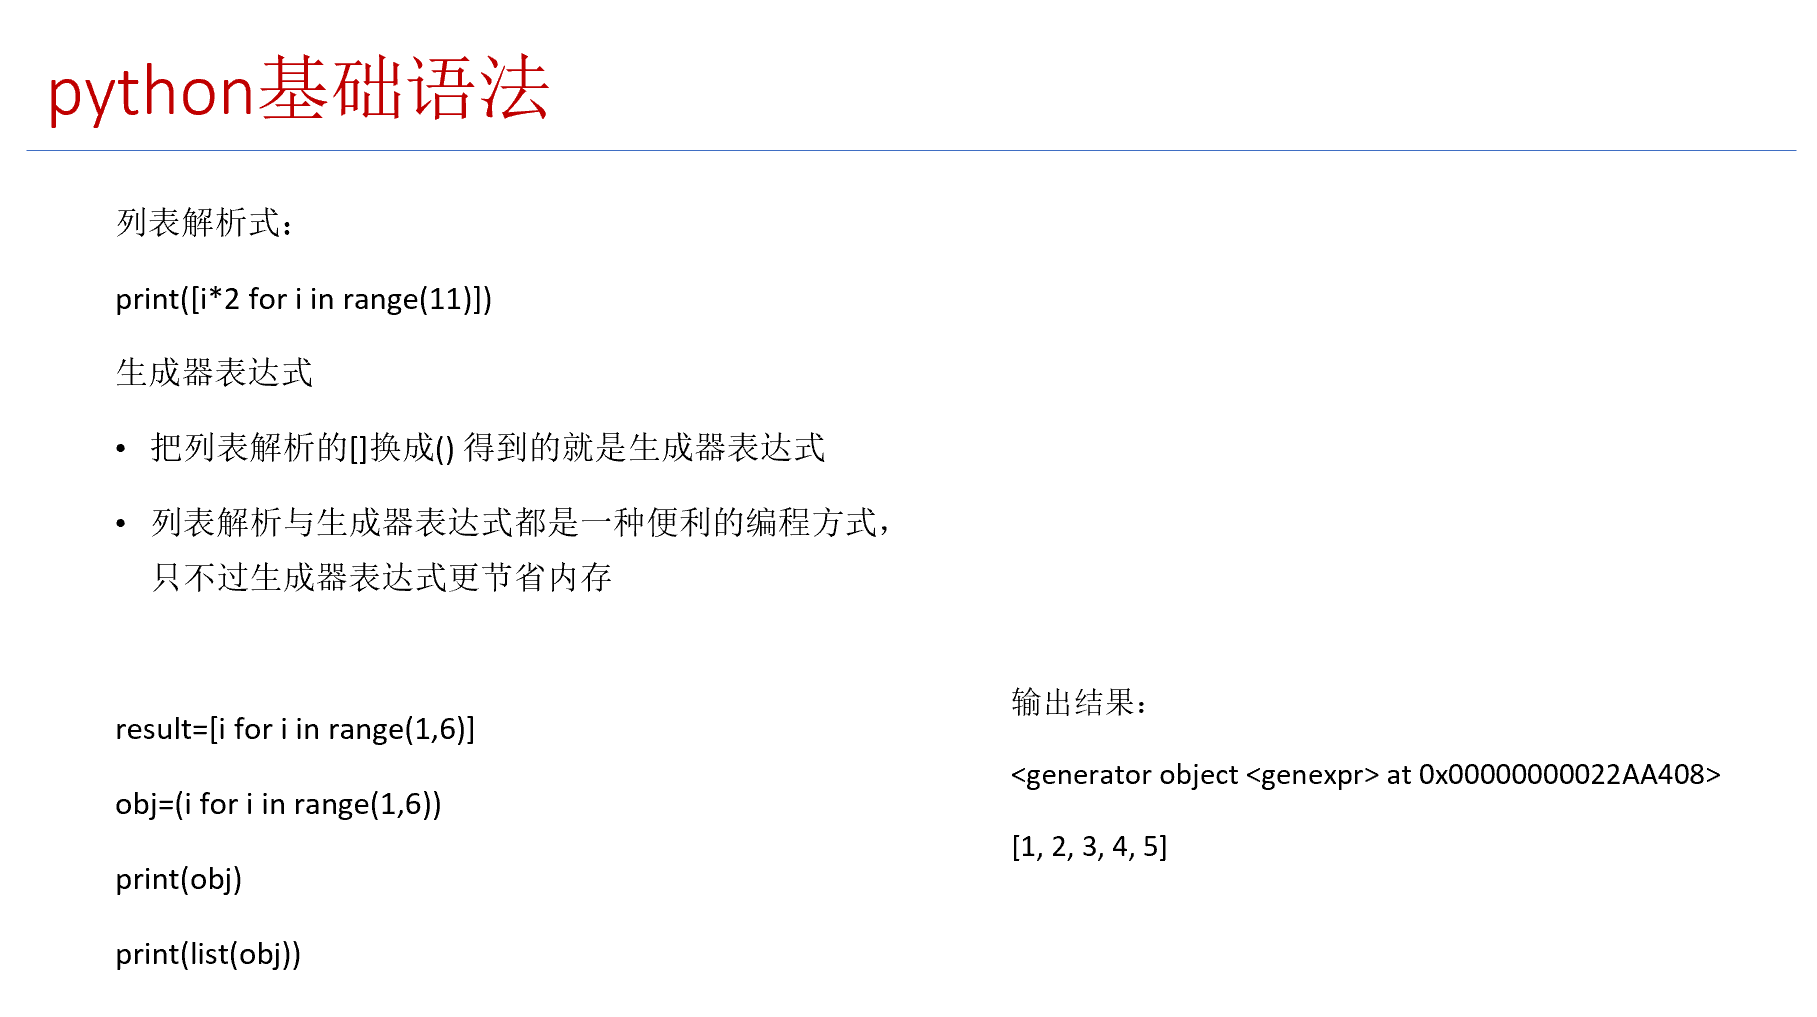 python基础语法
列表解析式：
print([i*2 for i in range(11)])
生成器表达式
• 把列表解析的[]换成() 得到的就是生成器表达式
• 列表解析与生成器表达式都是一种便利的编程方式，
只不过生成器表达式更节省内存
result=[i for i in range(1,6)]
obj=(i for i in range(1,6))
print(obj)
print(list(obj))
输出结果：
<generator object <genexpr> at 0x00000000022AA408>
[1, 2, 3, 4, 5]